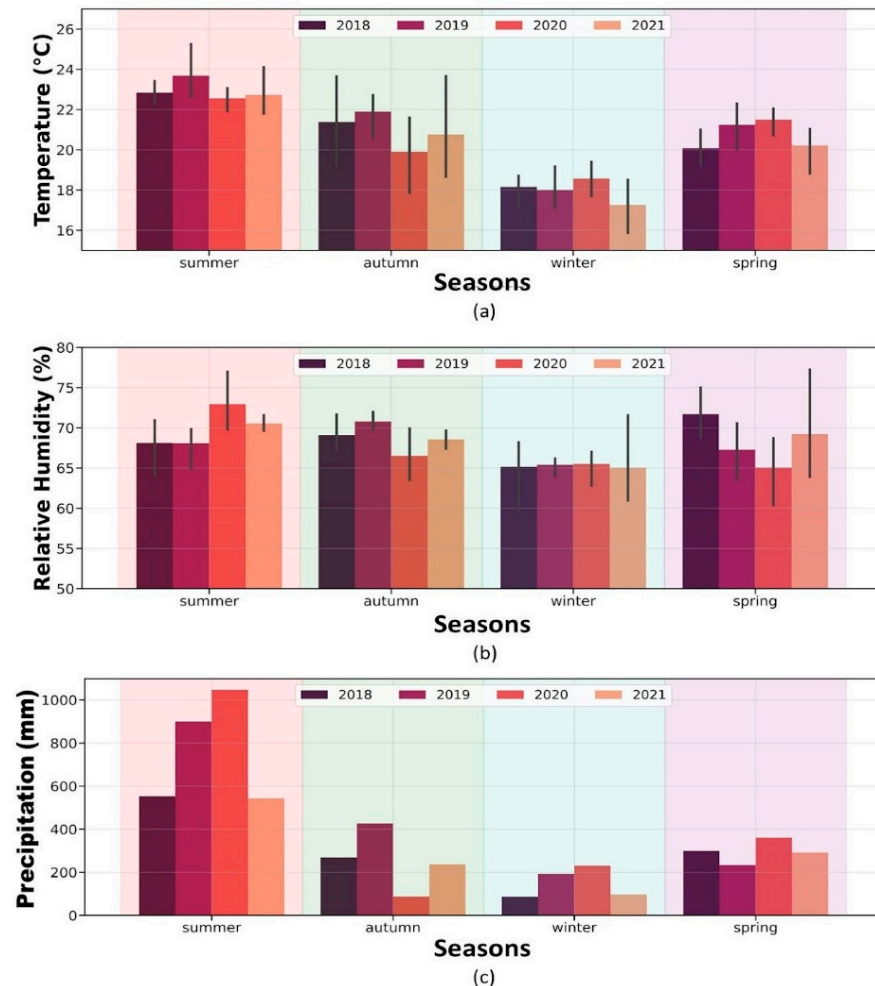 2018 2019 2020 2021
26
24
22
20
18
16
Temperature (°C)
summer autumn winter spring
Seasons
(a)
2018 2019 2020 2021
80
75
70
65
60
55
50
Relative Humidity (%)
summer autumn winter spring
Seasons
(b)
2018 2019 2020 2021
1000
800
600
400
200
0
Precipitation (mm)
summer autumn winter spring
Seasons
(c)